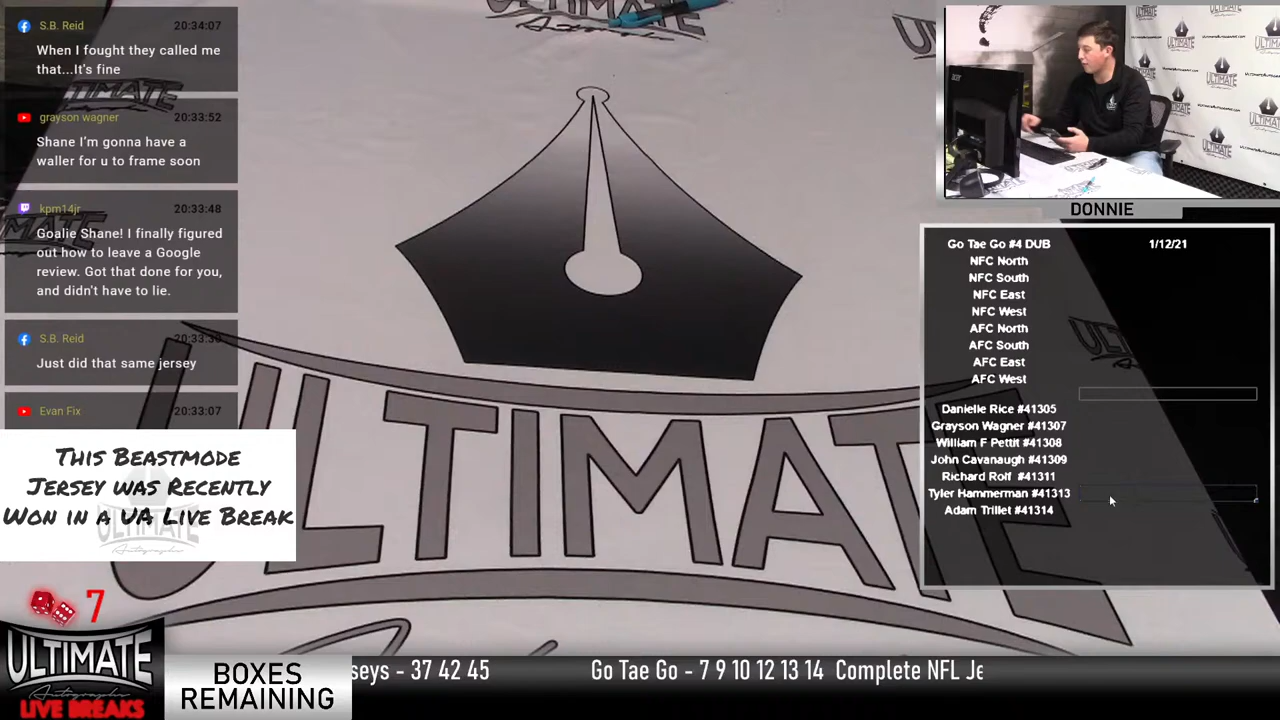 S.B. Reid 20:34:07
When I fought they called me
that...It's fine
grayson wagner 20:33:52
Shane I'm gonna have a
waller for u to frame soon
kpm14jr 20:33:48
Goalie Shane! I finally figured
out how to leave a Google
review. Got that done for you,
and didn't have to lie.
S.B. Reid
Just did that same jersey
Evan Fix 20:33:07
This Beastmode
Jersey was Recently
Won in a UA Live Break
7
ULTIMATE
Autographs
LIVE BREAKS
BOXES
REMAINING
seys - 37 42 45 Go Tae Go - 7 9 10 12 13 14 Complete NFL Je
ULTIMAT
ULTIMATE
DONNIE
Go Tae Go #4 DUB 1/12/21
NFC North
NFC South
NFC East
NFC West
AFC North
AFC South
AFC East
AFC West
Danielle Rice #41305
Grayson Wagner #41307
William F Pettit #41308
John Cavanaugh #41309
Richard Rolf #41311
Tyler Hammerman #41313
Adam Trillet #41314